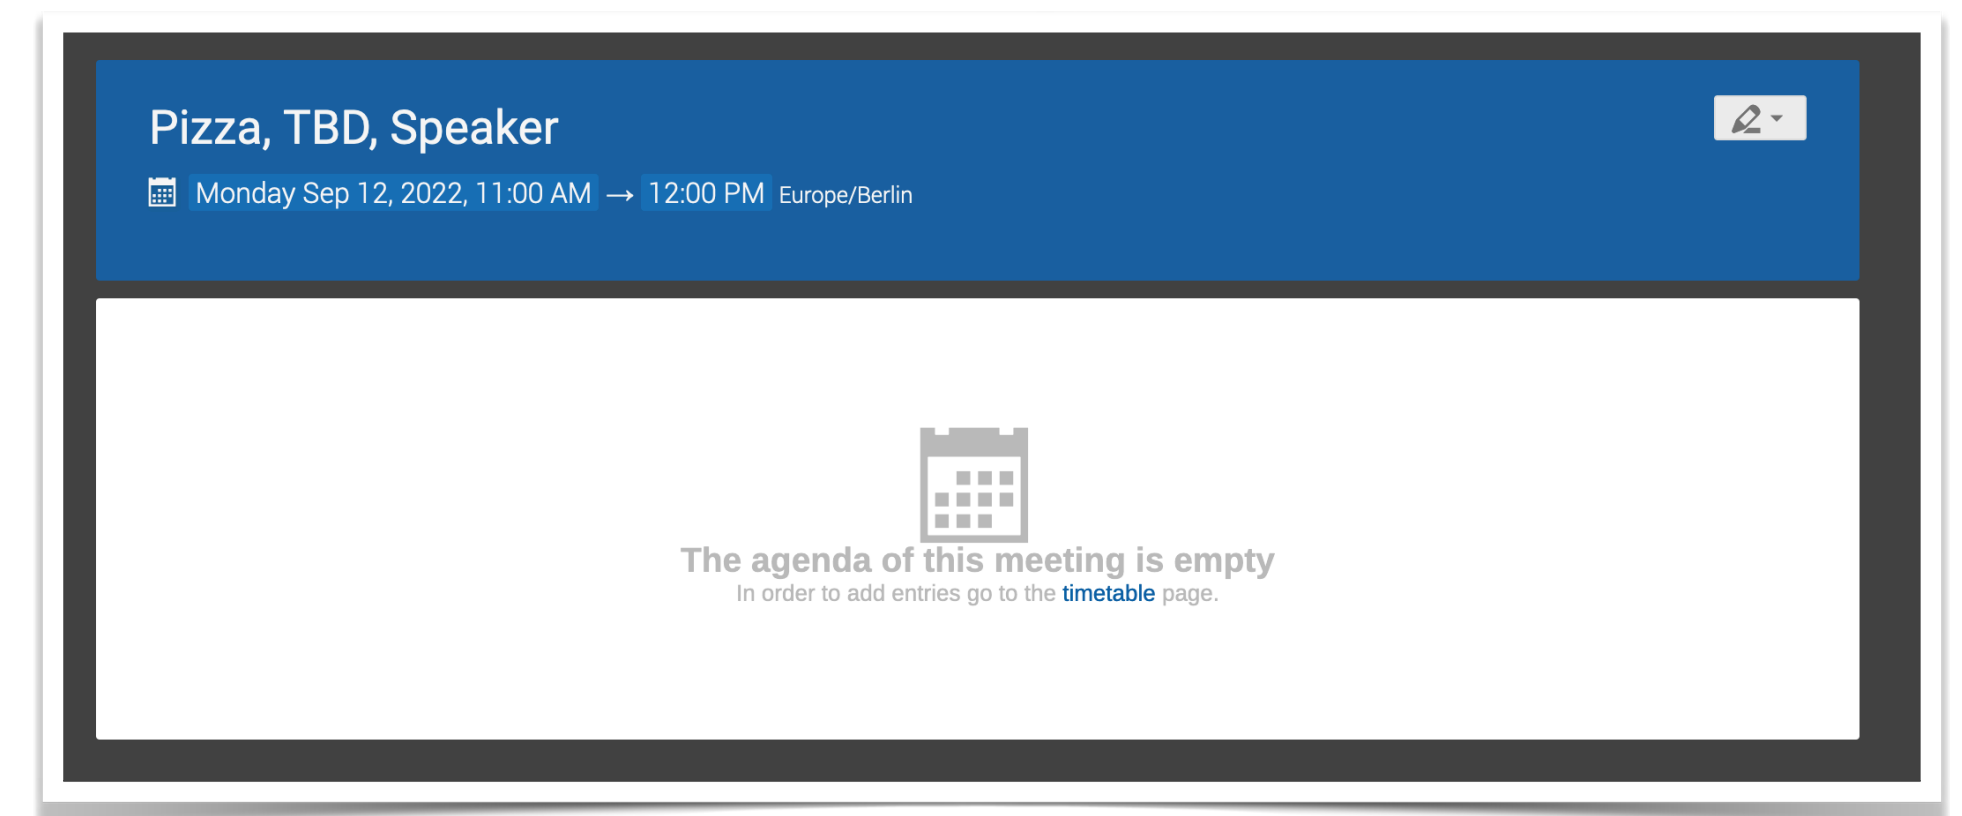 Pizza, TBD, Speaker
Monday Sep 12, 2022, 11:00 AM → 12:00 PM Europe/Berlin
The agenda of this meeting is empty
In order to add entries go to the timetable page.